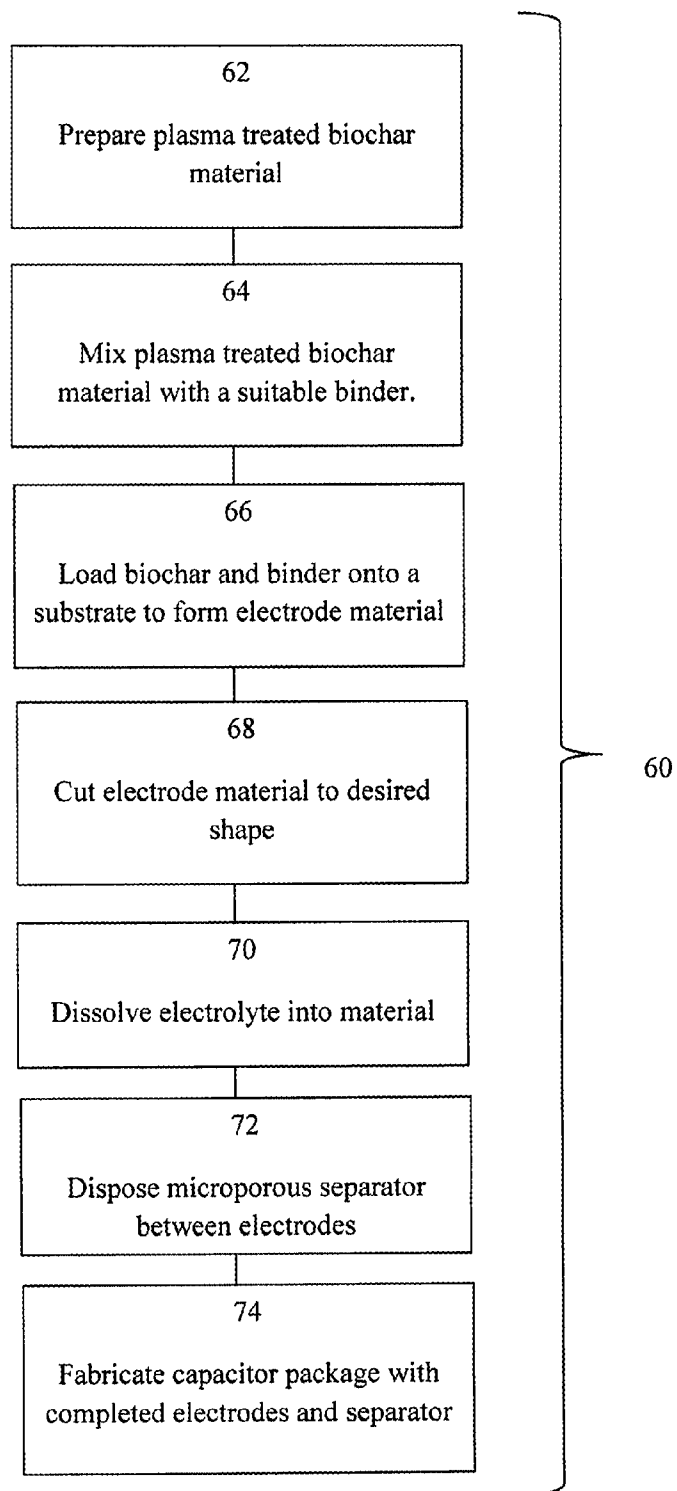 62
Prepare plasma treated biochar
material
64
Mix plasma treated biochar
material with a suitable binder.
66
Load biochar and binder onto a
substrate to form electrode material
68
Cut electrode material to desired
shape
60
70
Dissolve electrolyte into material
72
Dispose microporous separator
between electrodes
74
Fabricate capacitor package with
completed electrodes and separator